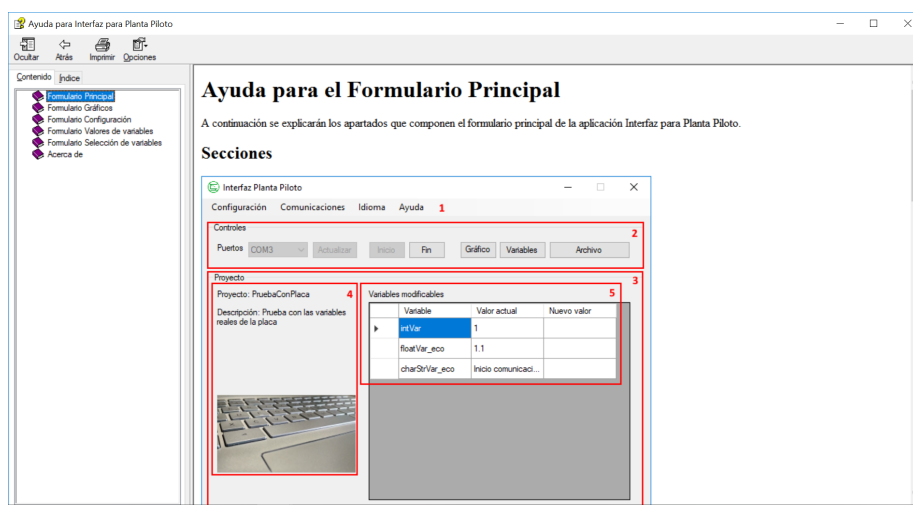 Ayuda para Interfaz para Planta Piloto
Ocultar Atrás Imprimir Opciones
Contenido Índice
Formulario Principal
Formulario Gráficos
Formulario Configuración
Formulario Valores de variables
Formulario Selección de variables
Acerca de
Ayuda para el Formulario Principal
A continuación se explicarán los apartados que componen el formulario principal de la aplicación Interfaz para Planta Piloto.
Secciones
Interfaz Planta Piloto
Configuración Comunicaciones Idioma Ayuda 1
Controles
2
Puertos COM3 Actualizar Inicio Fin Gráfico Variables Archivo
Proyecto
3
Proyecto: PruebaConPlaca 4
Descripción: Prueba con las variables
reales de la placa
Variables modificables 5
Variable Valor actual Nuevo valor
intVar 1
floatVar_eco 1.1
charStrVar_eco Inicio comunicaci...